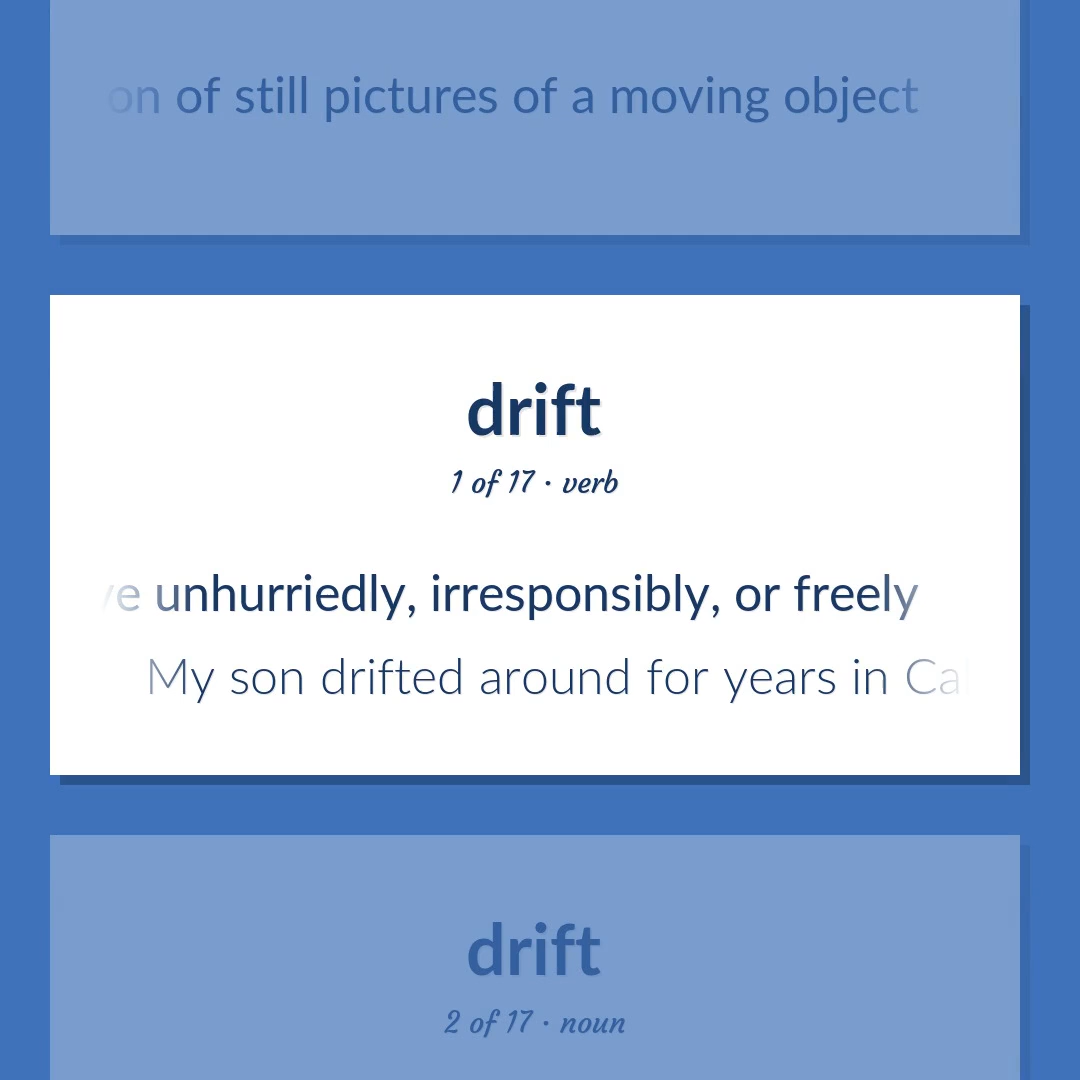 on of still pictures of a moving object
drift
1 of 17 · verb
unhurriedly, irresponsibly, or freely
My son drifted around for years in
drift
2 of 17 · noun